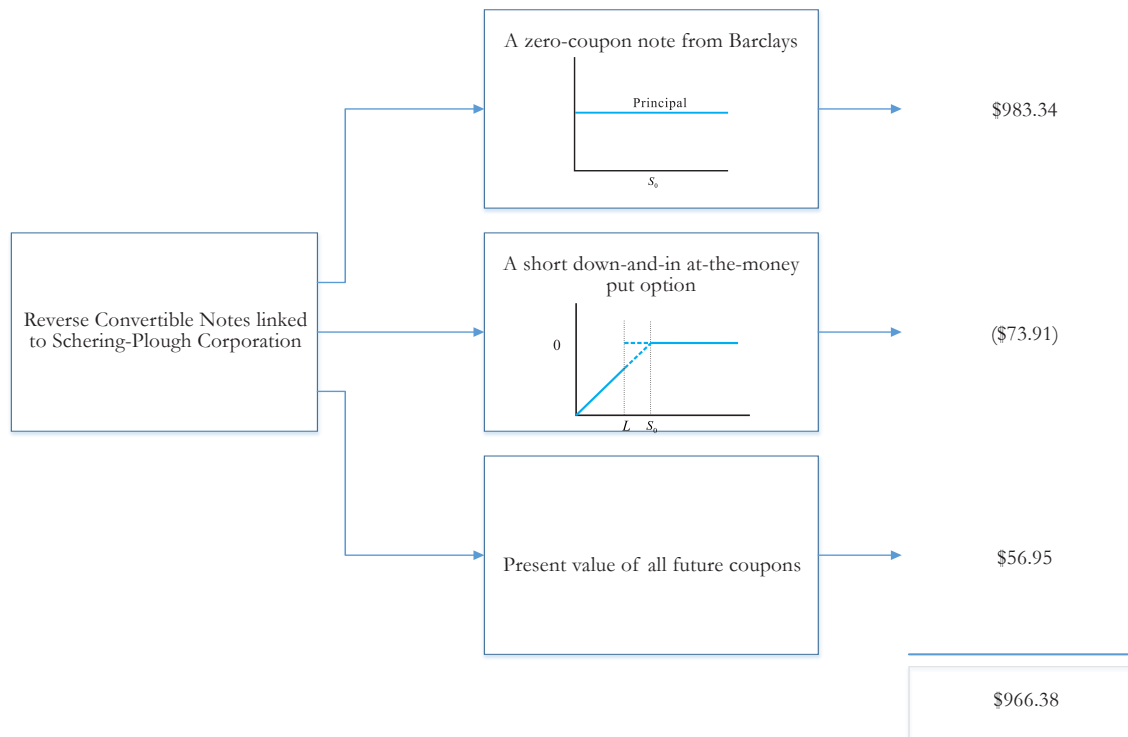 A zero-coupon note from Barclays
Principal
S₀
$983.34
Reverse Convertible Notes linked
to Schering-Plough Corporation
A short down-and-in at-the-money
put option
0
L S₀
($73.91)
Present value of all future coupons
$56.95
$966.38